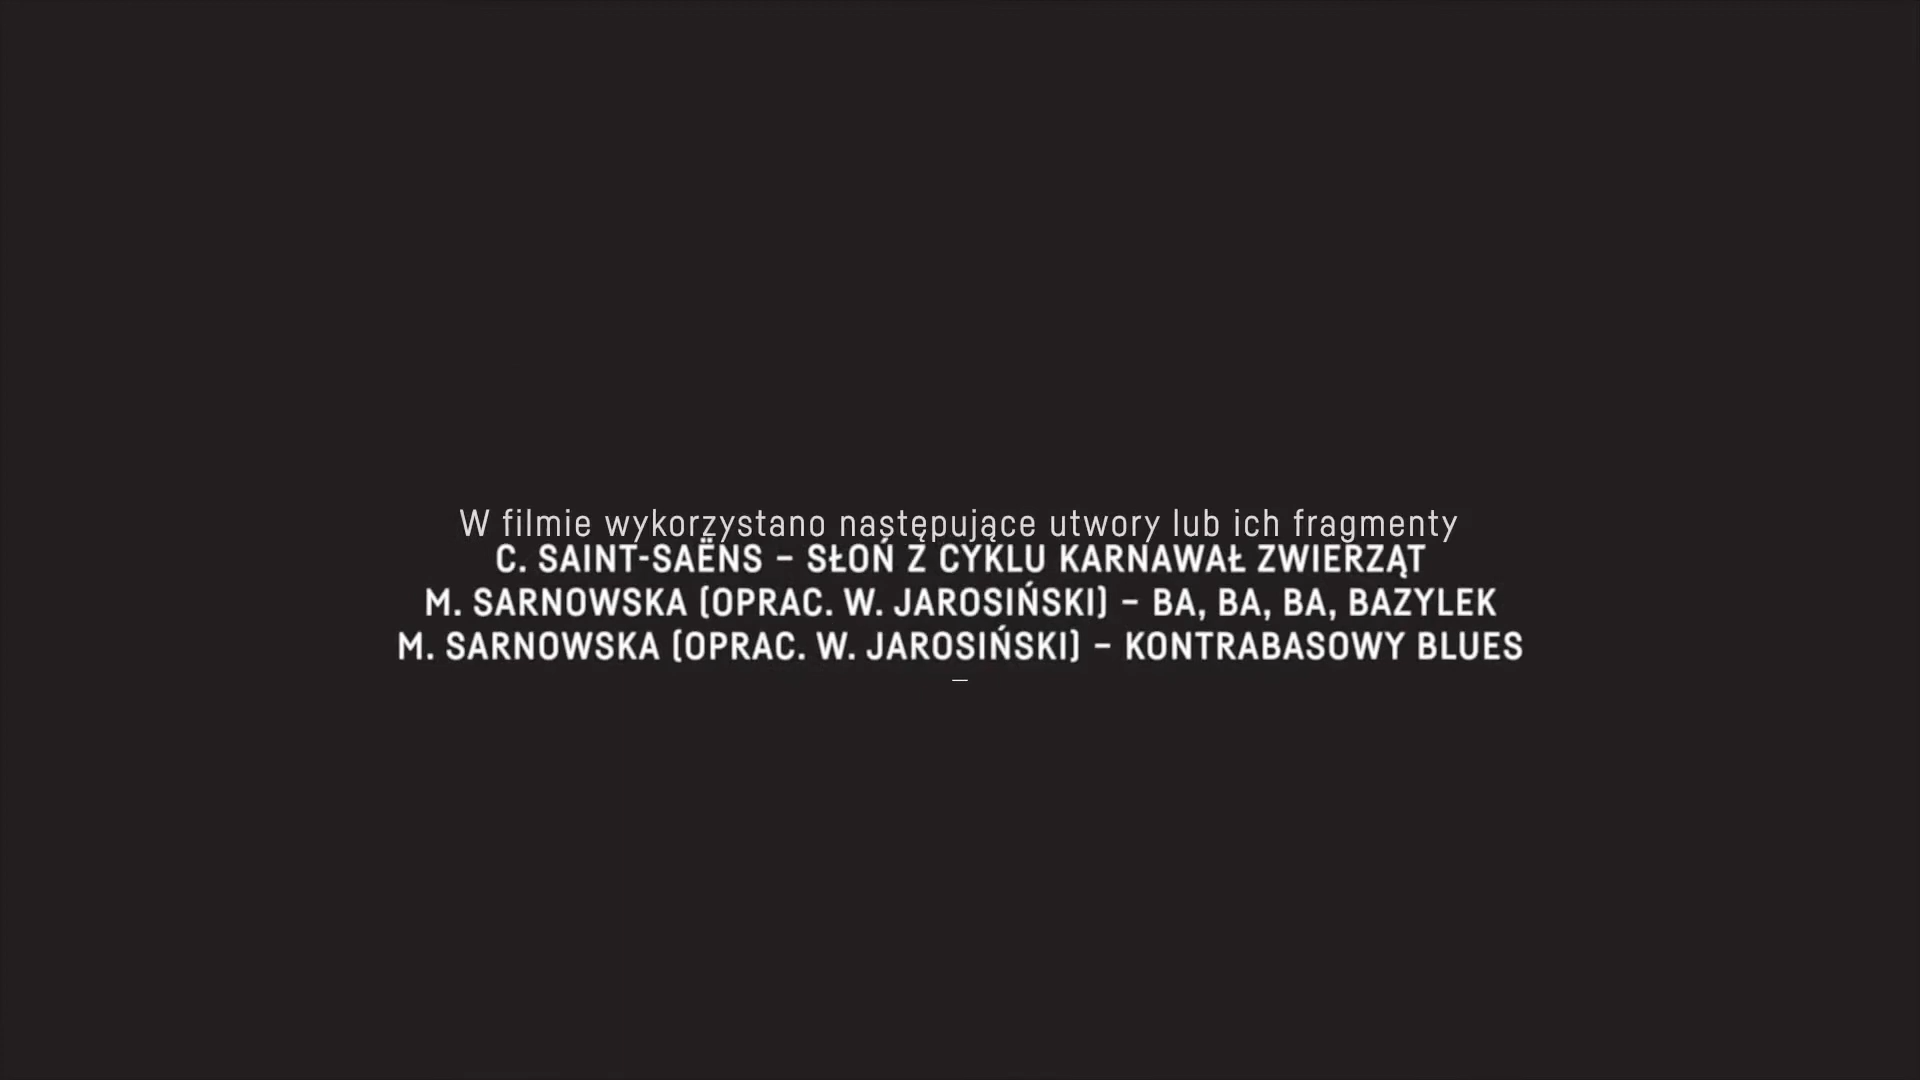 W filmie wykorzystano następujące utwory lub ich fragmenty
C. SAINT-SAËNS – SŁOŃ Z CYKLU KARNAWAŁ ZWIERZĄT
M. SARNOWSKA (OPRAC. W. JAROSIŃSKI) – BA, BA, BA, BAZYLEK
M. SARNOWSKA (OPRAC. W. JAROSIŃSKI) – KONTRABASOWY BLUES
—